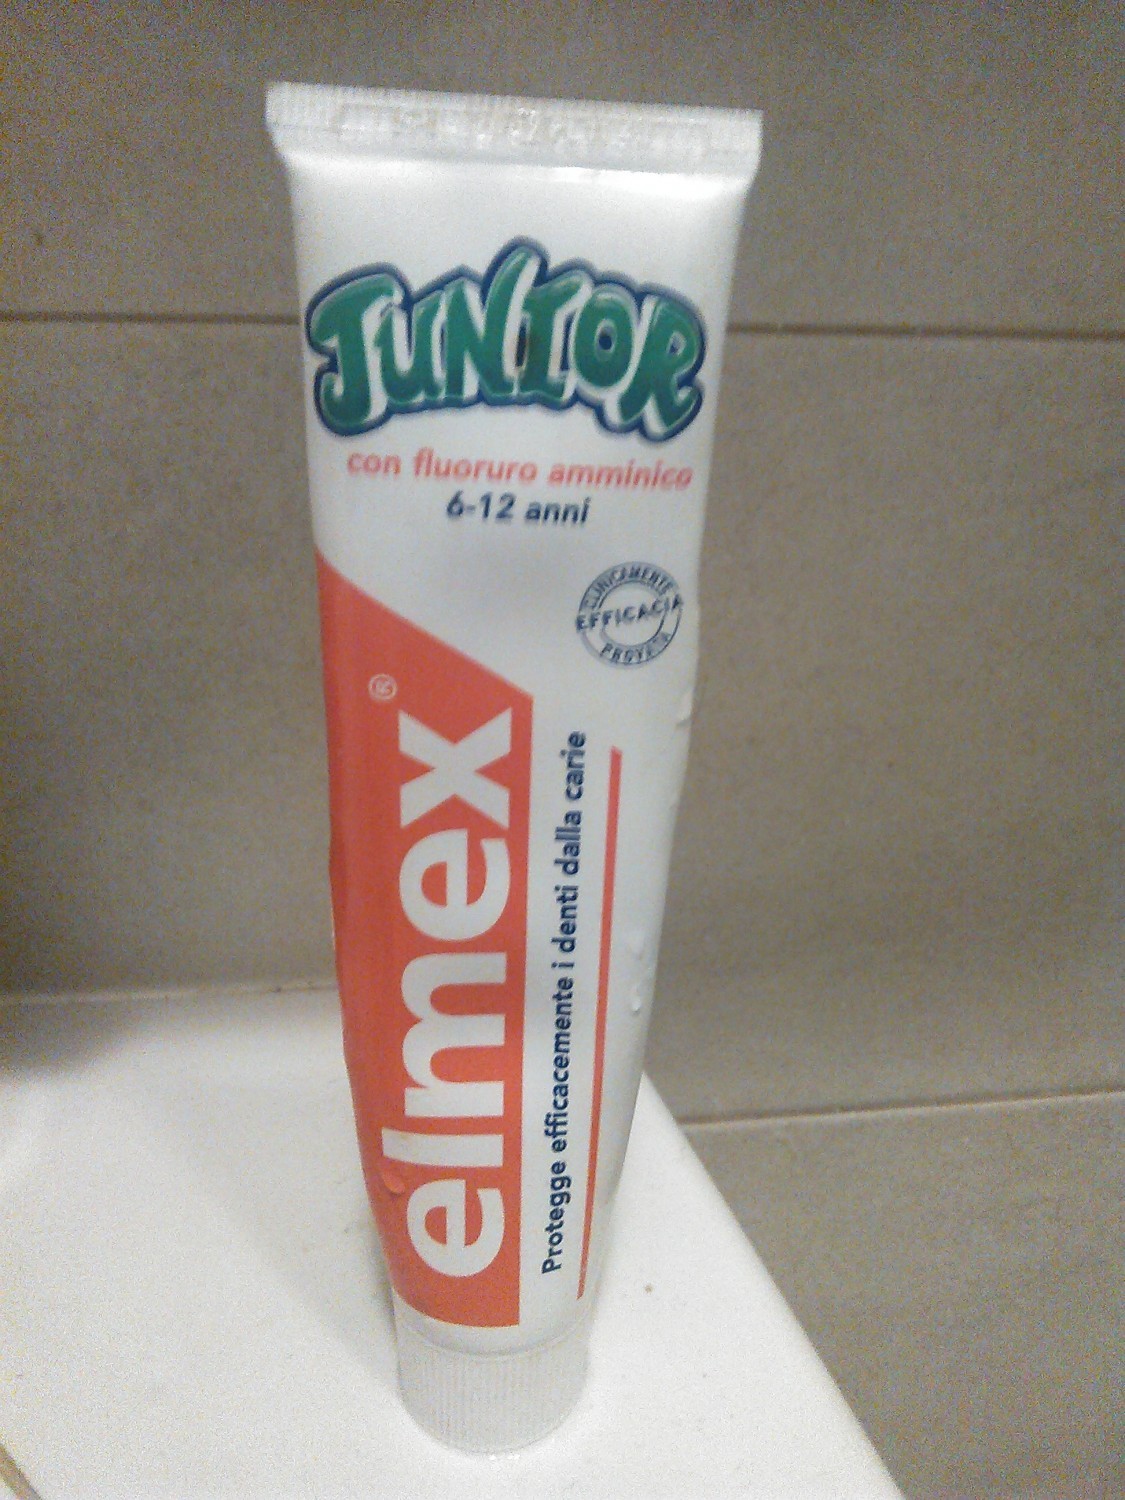 JUNIOR
con fluoruro amminico
6-12 anni
CLINICAMENTE
EFFICACIA
PROVATA
elmex®
Protegge efficacemente i denti dalla carie